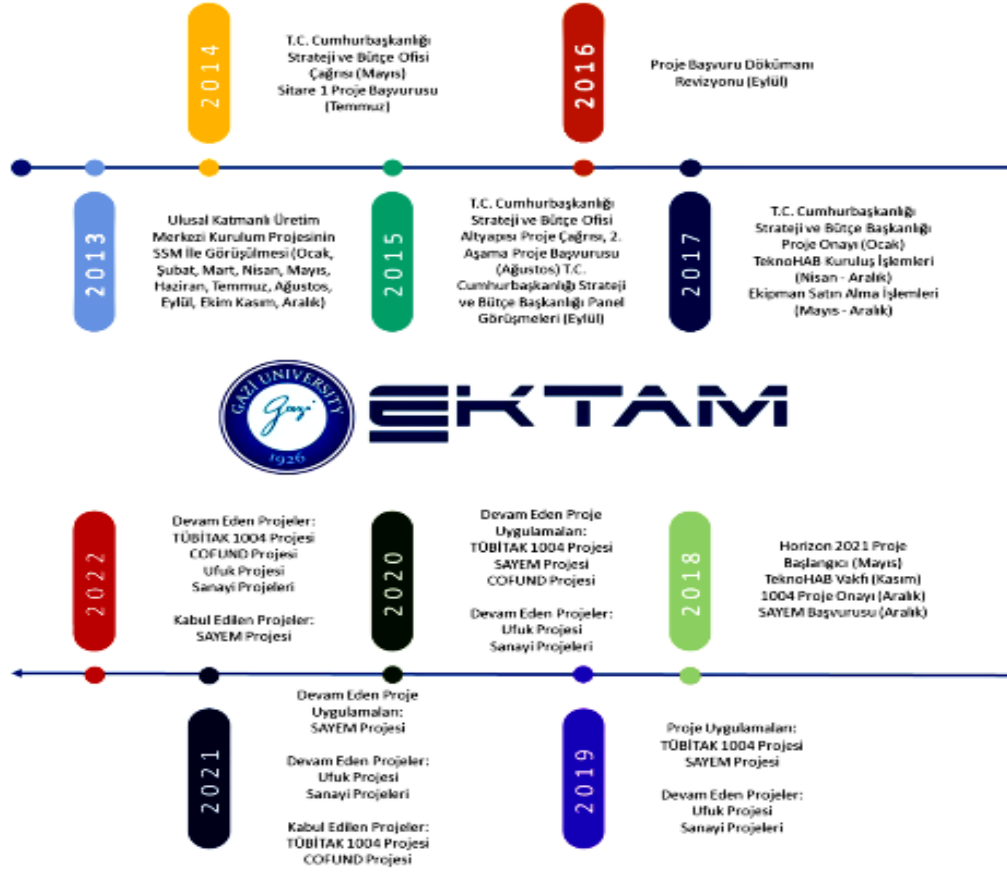 2014
T.C. Cumhurbaşkanlığı
Strateji ve Bütçe Ofisi
Çağrısı (Mayıs)
Sitare 1 Proje Başvurusu
(Temmuz)
2016
Proje Başvuru Dökümanı
Revizyonu (Eylül)
2013
Ulusal Katmanlı Üretim
Merkezi Kurulum Projesinin
SSM İle Görüşülmesi (Ocak,
Şubat, Mart, Nisan, Mayıs,
Haziran, Temmuz, Ağustos,
Eylül, Ekim Kasım, Aralık)
2015
T.C. Cumhurbaşkanlığı
Strateji ve Bütçe Ofisi
Altyapısı Proje Çağrısı, 2.
Aşama Proje Başvurusu
(Ağustos) T.C.
Cumhurbaşkanlığı Strateji
ve Bütçe Başkanlığı Panel
Görüşmeleri (Eylül)
2017
T.C. Cumhurbaşkanlığı
Strateji ve Bütçe Başkanlığı
Proje Onayı (Ocak)
TeknoHAB Kuruluş İşlemleri
(Nisan - Aralık)
Ekipman Satın Alma İşlemleri
(Mayıs - Aralık)
GAZİ UNIVERSITY
Gazi
1926
EKTAM
2022
Devam Eden Projeler:
TÜBİTAK 1004 Projesi
COFUND Projesi
Ufuk Projesi
Sanayi Projeleri
Kabul Edilen Projeler:
SAYEM Projesi
2020
Devam Eden Proje
Uygulamaları:
TÜBİTAK 1004 Projesi
SAYEM Projesi
COFUND Projesi
Devam Eden Projeler:
Ufuk Projesi
Sanayi Projeleri
2018
Horizon 2021 Proje
Başlangıcı (Mayıs)
TeknoHAB Vakfı (Kasım)
1004 Proje Onayı (Aralık)
SAYEM Başvurusu (Aralık)
2021
Devam Eden Proje
Uygulamaları:
SAYEM Projesi
Devam Eden Projeler:
Ufuk Projesi
Sanayi Projeleri
Kabul Edilen Projeler:
TÜBİTAK 1004 Projesi
COFUND Projesi
2019
Proje Uygulamaları:
TÜBİTAK 1004 Projesi
SAYEM Projesi
Devam Eden Projeler:
Ufuk Projesi
Sanayi Projeleri